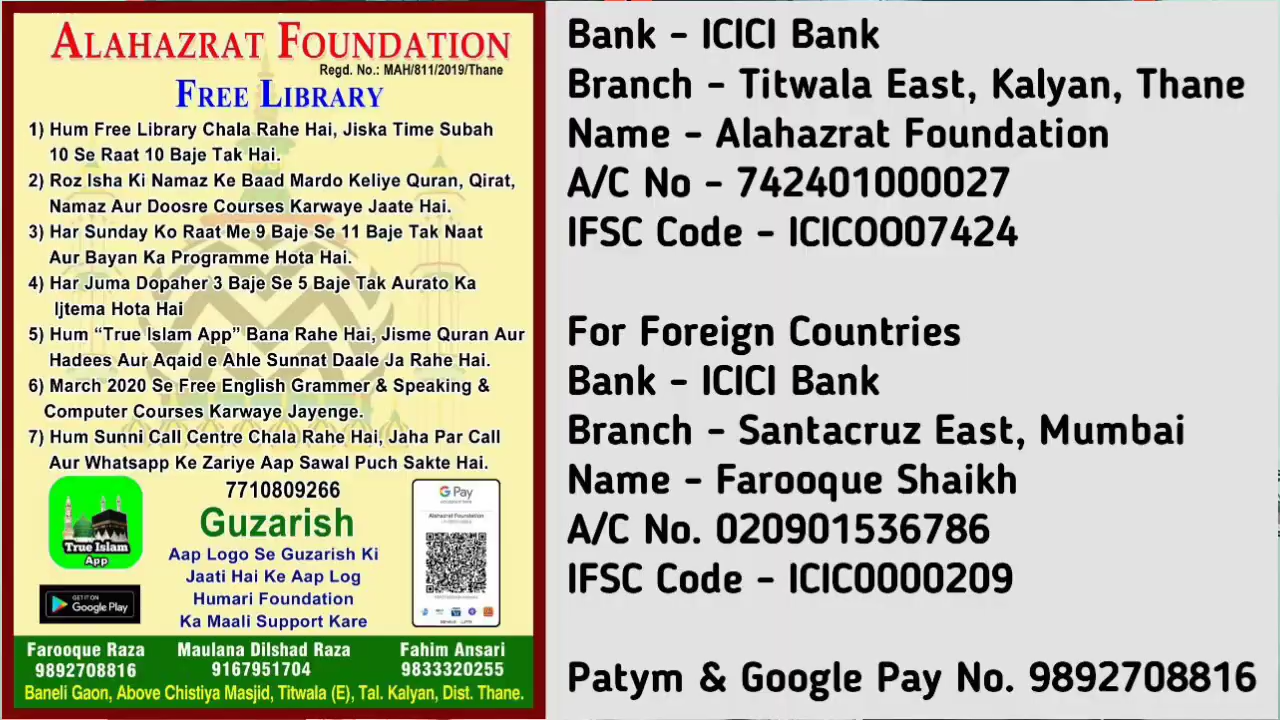 ALAHAZRAT FOUNDATION
Regd. No.: MAH/811/2019/Thane
FREE LIBRARY
1) Hum Free Library Chala Rahe Hai, Jiska Time Subah
10 Se Raat 10 Baje Tak Hai.
2) Roz Isha Ki Namaz Ke Baad Mardo Keliye Quran, Qirat,
Namaz Aur Doosre Courses Karwaye Jaate Hai.
3) Har Sunday Ko Raat Me 9 Baje Se 11 Baje Tak Naat
Aur Bayan Ka Programme Hota Hai.
4) Har Juma Dopaher 3 Baje Se 5 Baje Tak Aurato Ka
Ijtema Hota Hai
5) Hum “True Islam App” Bana Rahe Hai, Jisme Quran Aur
Hadees Aur Aqaid e Ahle Sunnat Daale Ja Rahe Hai.
6) March 2020 Se Free English Grammer & Speaking &
Computer Courses Karwaye Jayenge.
7) Hum Sunni Call Centre Chala Rahe Hai, Jaha Par Call
Aur Whatsapp Ke Zariye Aap Sawal Puch Sakte Hai.
7710809266
Guzarish
Aap Logo Se Guzarish Ki
Jaati Hai Ke Aap Log
Humari Foundation
Ka Maali Support Kare
True Islam
App
GET IT ON
Google Play
G Pay
Alahazrat Foundation
Farooque Raza
9892708816
Maulana Dilshad Raza
9167951704
Fahim Ansari
9833320255
Baneli Gaon, Above Chistiya Masjid, Titwala (E), Tal. Kalyan, Dist. Thane.
Bank - ICICI Bank
Branch - Titwala East, Kalyan, Thane
Name - Alahazrat Foundation
A/C No - 742401000027
IFSC Code - ICICOOO7424
For Foreign Countries
Bank - ICICI Bank
Branch - Santacruz East, Mumbai
Name - Farooque Shaikh
A/C No. 020901536786
IFSC Code - ICIC0000209
Patym & Google Pay No. 9892708816